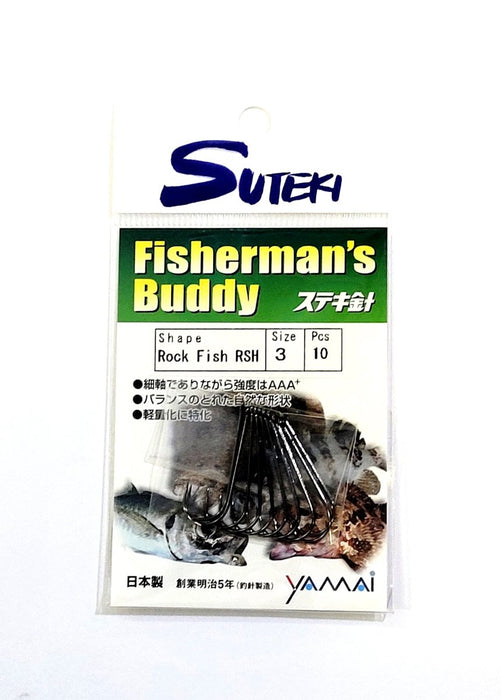 SUTEKI
Fisherman's
Buddy ステキ針
Shape Size Pcs
Rock Fish RSH 3 10
●細軸でありながら強度はAAA⁺
●バランスのとれた自然な形状
●軽量化に特化
日本製 創業明治5年(釣針製造) YAMAi